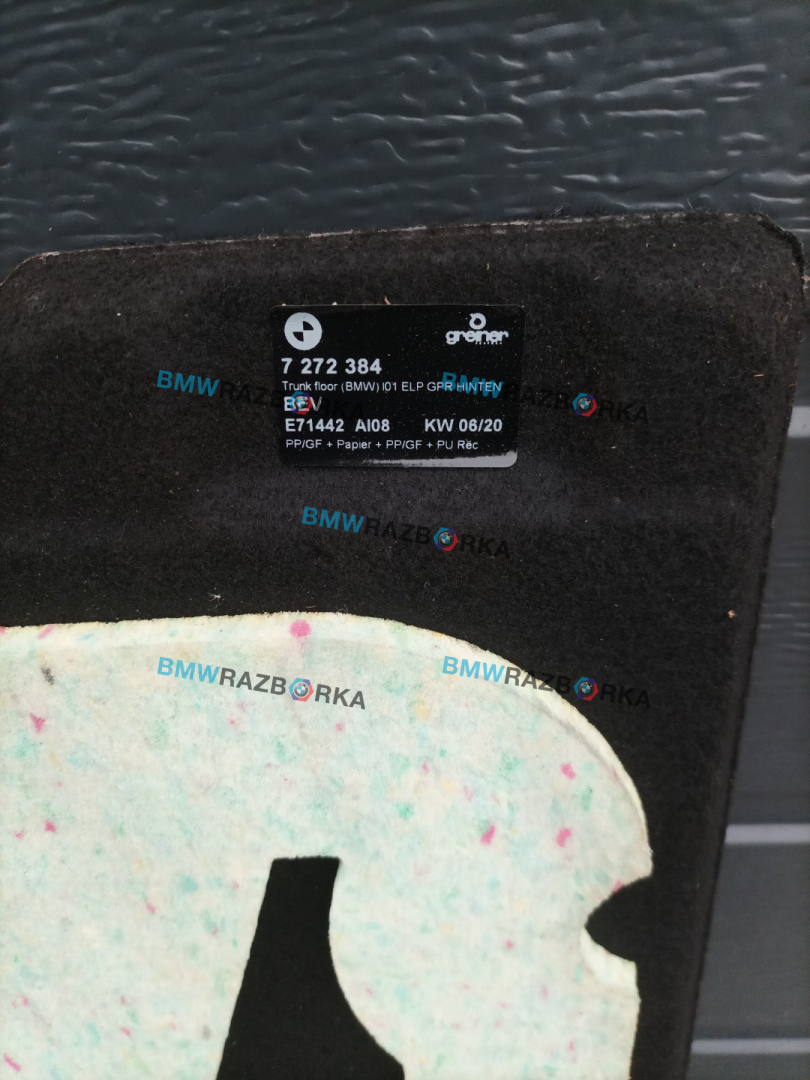 greiner
7 272 384
Trunk floor (BMW) I01 ELP GPR HINTEN
BEV
E71442 AI08 KW 06/20
PP/GF + Papier + PP/GF + PU Rec
BMWRAZBORKA
BMWRAZBORKA
BMWRAZBORKA
BMWRAZBORKA
BMWRAZBORKA